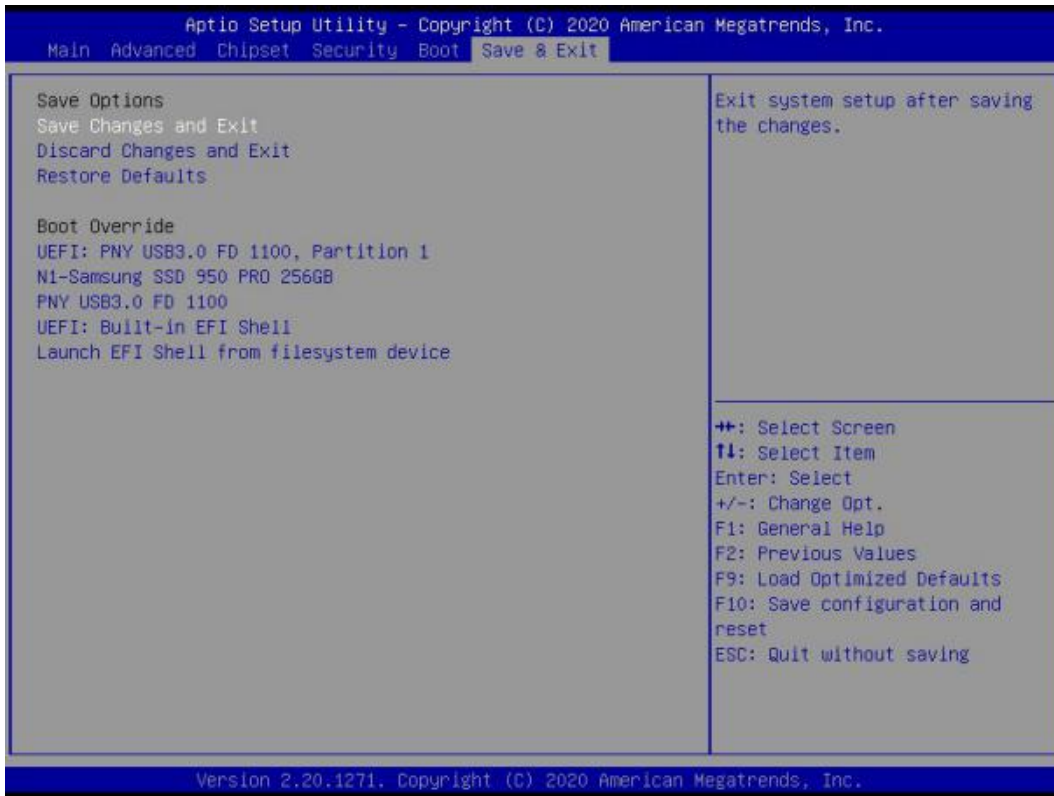 Aptio Setup Utility – Copyright (C) 2020 American Megatrends, Inc.
Main Advanced Chipset Security Boot Save & Exit
Save Options
Save Changes and Exit
Discard Changes and Exit
Restore Defaults
Boot Override
UEFI: PNY USB3.0 FD 1100, Partition 1
N1-Samsung SSD 950 PRO 256GB
PNY USB3.0 FD 1100
UEFI: Built-in EFI Shell
Launch EFI Shell from filesystem device
Exit system setup after saving
the changes.
→←: Select Screen
↑↓: Select Item
Enter: Select
+/-: Change Opt.
F1: General Help
F2: Previous Values
F9: Load Optimized Defaults
F10: Save configuration and
reset
ESC: Quit without saving
Version 2.20.1271. Copyright (C) 2020 American Megatrends, Inc.